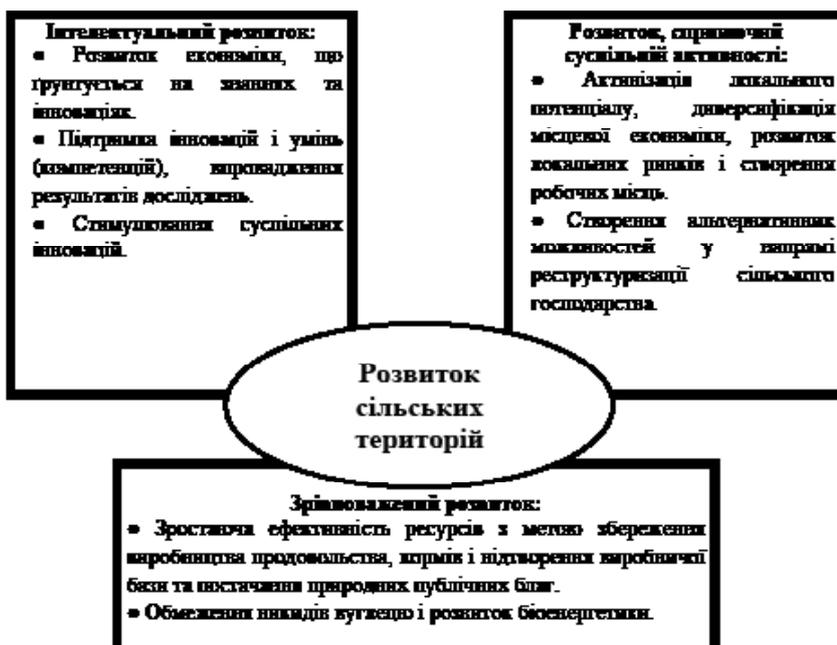 Інтелектуальний розвиток:
● Розвиток економіки, що
ґрунтується на знаннях та
інноваціях.
● Підтримка інновацій і умінь
(компетенцій), впровадження
результатів досліджень.
● Стимулювання суспільних
інновацій.
Розвиток, сприяючий
суспільній активності:
● Активізація локального
потенціалу, диверсифікація
місцевої економіки, розвиток
локальних ринків і створення
робочих місць.
● Створення альтернативних
можливостей у напрямі
реструктуризації сільського
господарства.
Розвиток
сільських
територій
Зрівноважений розвиток:
● Зростаюча ефективність ресурсів з метою збереження
виробництва продовольства, кормів і відтворення виробничої
бази та постачання природних публічних благ.
● Обмеження викидів вуглецю і розвиток біоенергетики.